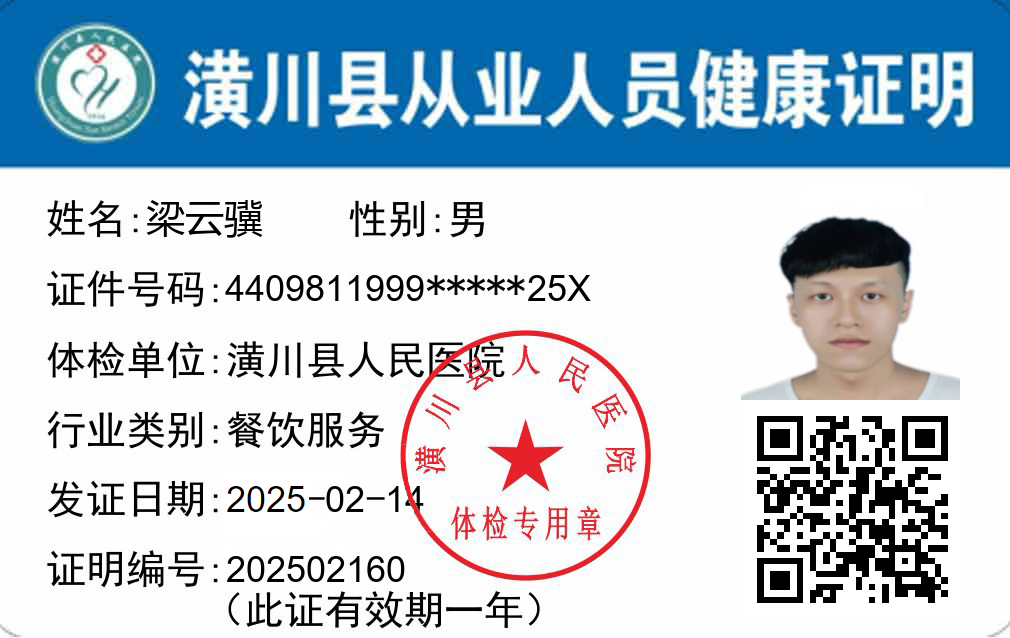 潢川县从业人员健康证明
姓名:梁云骥 性别:男
证件号码:4409811999*****25X
体检单位:潢川县人民医院
行业类别:餐饮服务
发证日期:2025-02-14
证明编号:202502160
（此证有效期一年）
潢川县人民医院
体检专用章